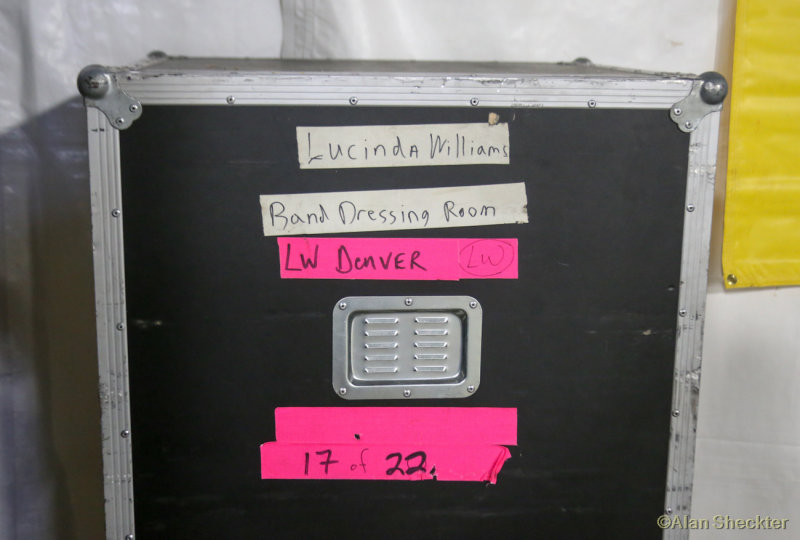 Lucinda Williams
Band Dressing Room
LW Denver LW
17 of 22.
©Alan Sheckter